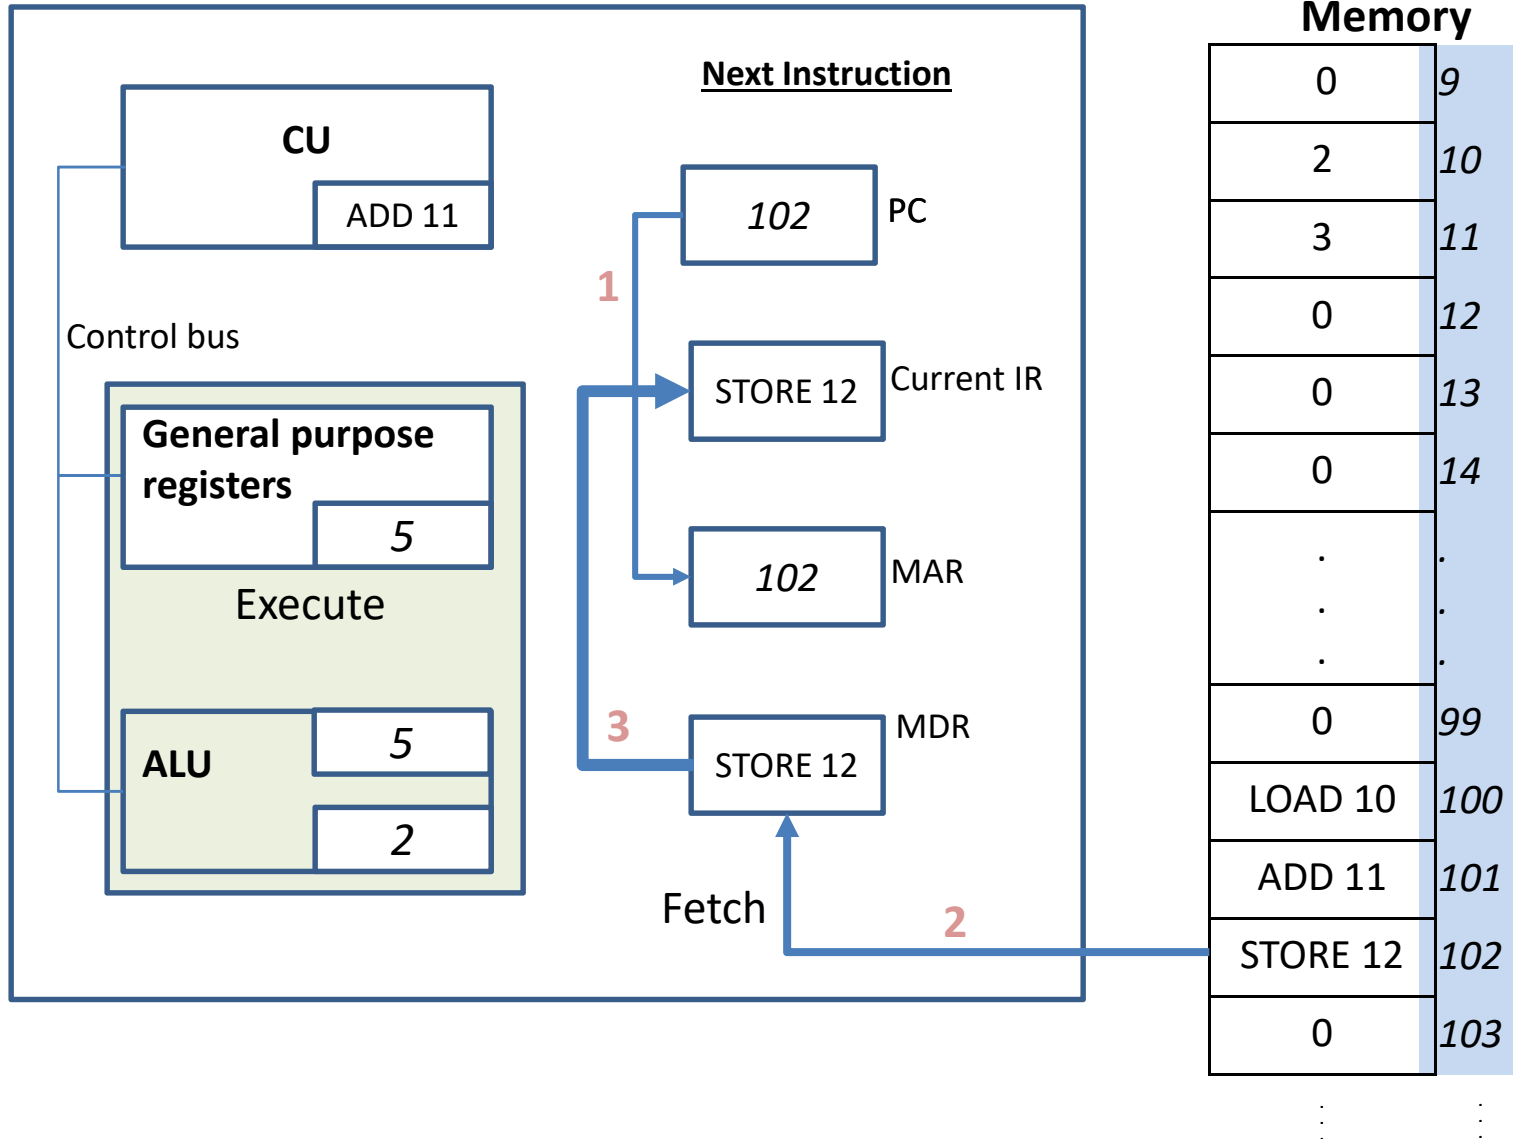 Memory
Next Instruction
CU
ADD 11
Control bus
General purpose
registers
5
Execute
ALU
5
2
102
PC
1
STORE 12
Current IR
102
MAR
3
STORE 12
MDR
Fetch
2
0 9
2 10
3 11
0 12
0 13
0 14
. .
. .
. .
0 99
LOAD 10 100
ADD 11 101
STORE 12 102
0 103
. .
. .
. .